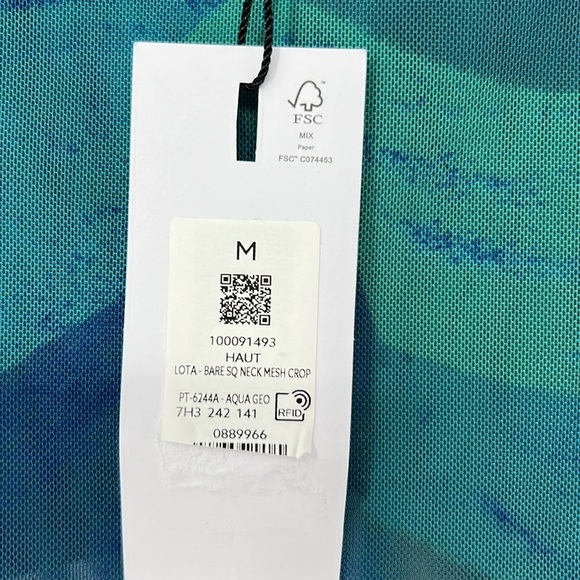 FSC
MIX
Paper
FSC™ C074453
M
100091493
HAUT
LOTA - BARE SQ NECK MESH CROP
PT-6244A - AQUA GEO
7H3 242 141
RFID
0889966